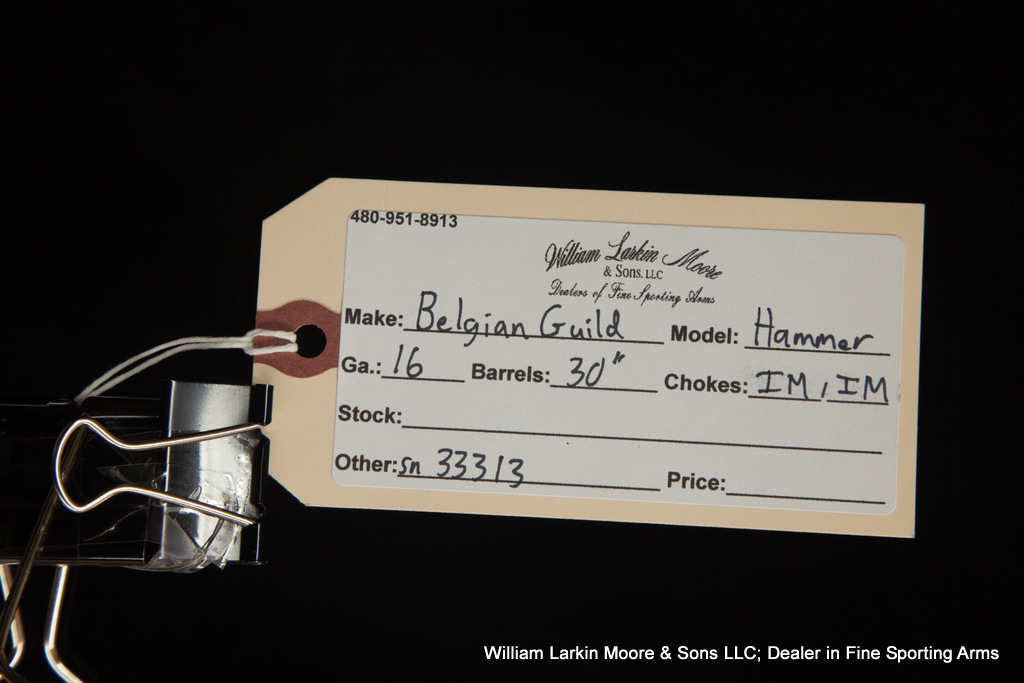 480-951-8913
William Larkin Moore
& Sons, LLC
Dealers of Fine Sporting Arms
Make: Belgian Guild Model: Hammer
Ga.: 16 Barrels: 30" Chokes: IM, IM
Stock:
Other: sn 33313 Price:
William Larkin Moore & Sons LLC; Dealer in Fine Sporting Arms